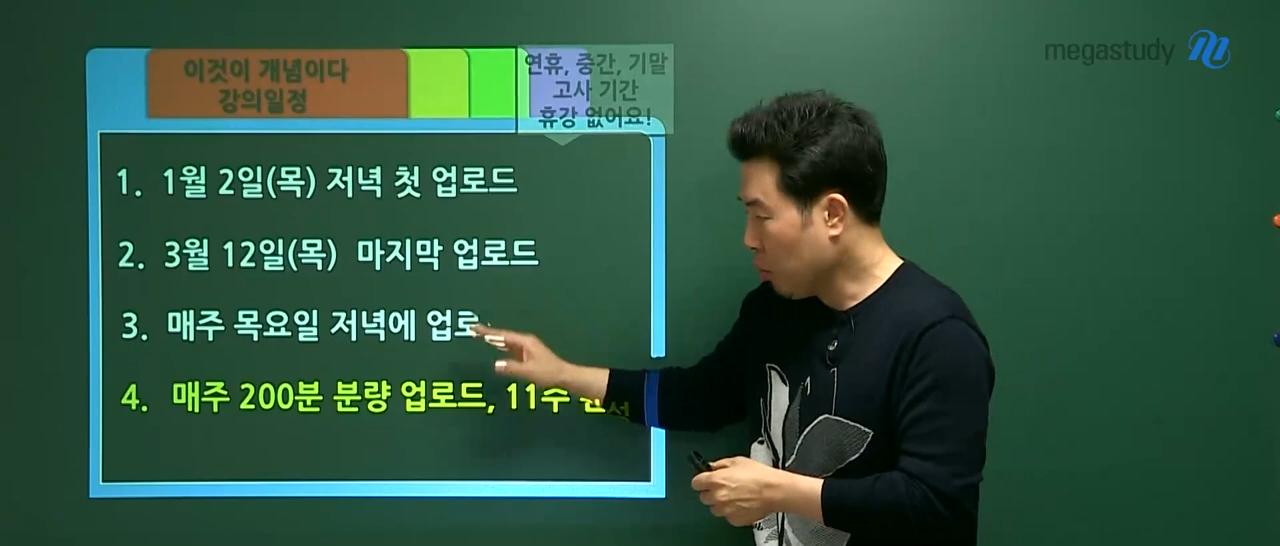 megastudy
이것이 개념이다
강의일정
연휴, 중간, 기말
고사 기간
휴강 없어요!
1. 1월 2일(목) 저녁 첫 업로드
2. 3월 12일(목) 마지막 업로드
3. 매주 목요일 저녁에 업로
4. 매주 200분 분량 업로드, 11주